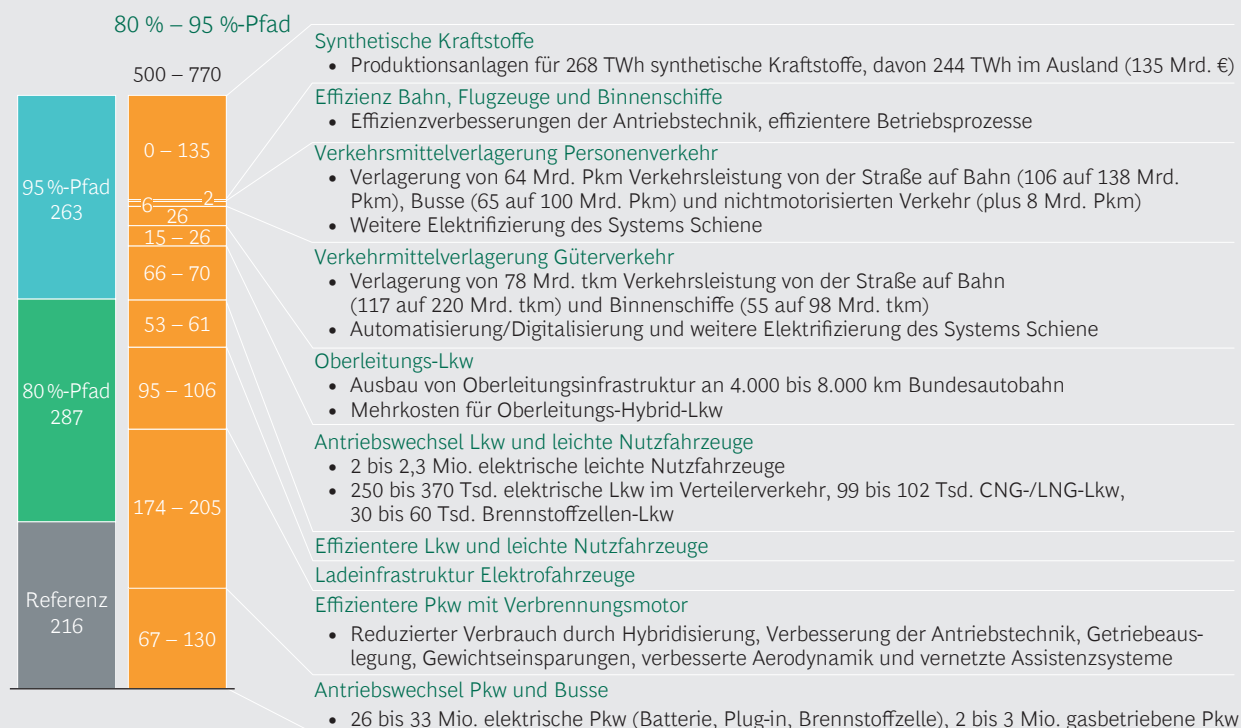 80 % – 95 %-Pfad
500 – 770
95 %-Pfad
263
80 %-Pfad
287
Referenz
216
0 – 135
2
6
26
15 – 26
66 – 70
53 – 61
95 – 106
174 – 205
67 – 130
Synthetische Kraftstoffe
• Produktionsanlagen für 268 TWh synthetische Kraftstoffe, davon 244 TWh im Ausland (135 Mrd. €)
Effizienz Bahn, Flugzeuge und Binnenschiffe
• Effizienzverbesserungen der Antriebstechnik, effizientere Betriebsprozesse
Verkehrsmittelverlagerung Personenverkehr
• Verlagerung von 64 Mrd. Pkm Verkehrsleistung von der Straße auf Bahn (106 auf 138 Mrd.
Pkm), Busse (65 auf 100 Mrd. Pkm) und nichtmotorisierten Verkehr (plus 8 Mrd. Pkm)
• Weitere Elektrifizierung des Systems Schiene
Verkehrmittelverlagerung Güterverkehr
• Verlagerung von 78 Mrd. tkm Verkehrsleistung von der Straße auf Bahn
(117 auf 220 Mrd. tkm) und Binnenschiffe (55 auf 98 Mrd. tkm)
• Automatisierung/Digitalisierung und weitere Elektrifizierung des Systems Schiene
Oberleitungs-Lkw
• Ausbau von Oberleitungsinfrastruktur an 4.000 bis 8.000 km Bundesautobahn
• Mehrkosten für Oberleitungs-Hybrid-Lkw
Antriebswechsel Lkw und leichte Nutzfahrzeuge
• 2 bis 2,3 Mio. elektrische leichte Nutzfahrzeuge
• 250 bis 370 Tsd. elektrische Lkw im Verteilerverkehr, 99 bis 102 Tsd. CNG-/LNG-Lkw,
30 bis 60 Tsd. Brennstoffzellen-Lkw
Effizientere Lkw und leichte Nutzfahrzeuge
Ladeinfrastruktur Elektrofahrzeuge
Effizientere Pkw mit Verbrennungsmotor
• Reduzierter Verbrauch durch Hybridisierung, Verbesserung der Antriebstechnik, Getriebeaus-
legung, Gewichtseinsparungen, verbesserte Aerodynamik und vernetzte Assistenzsysteme
Antriebswechsel Pkw und Busse
• 26 bis 33 Mio. elektrische Pkw (Batterie, Plug-in, Brennstoffzelle), 2 bis 3 Mio. gasbetriebene Pkw